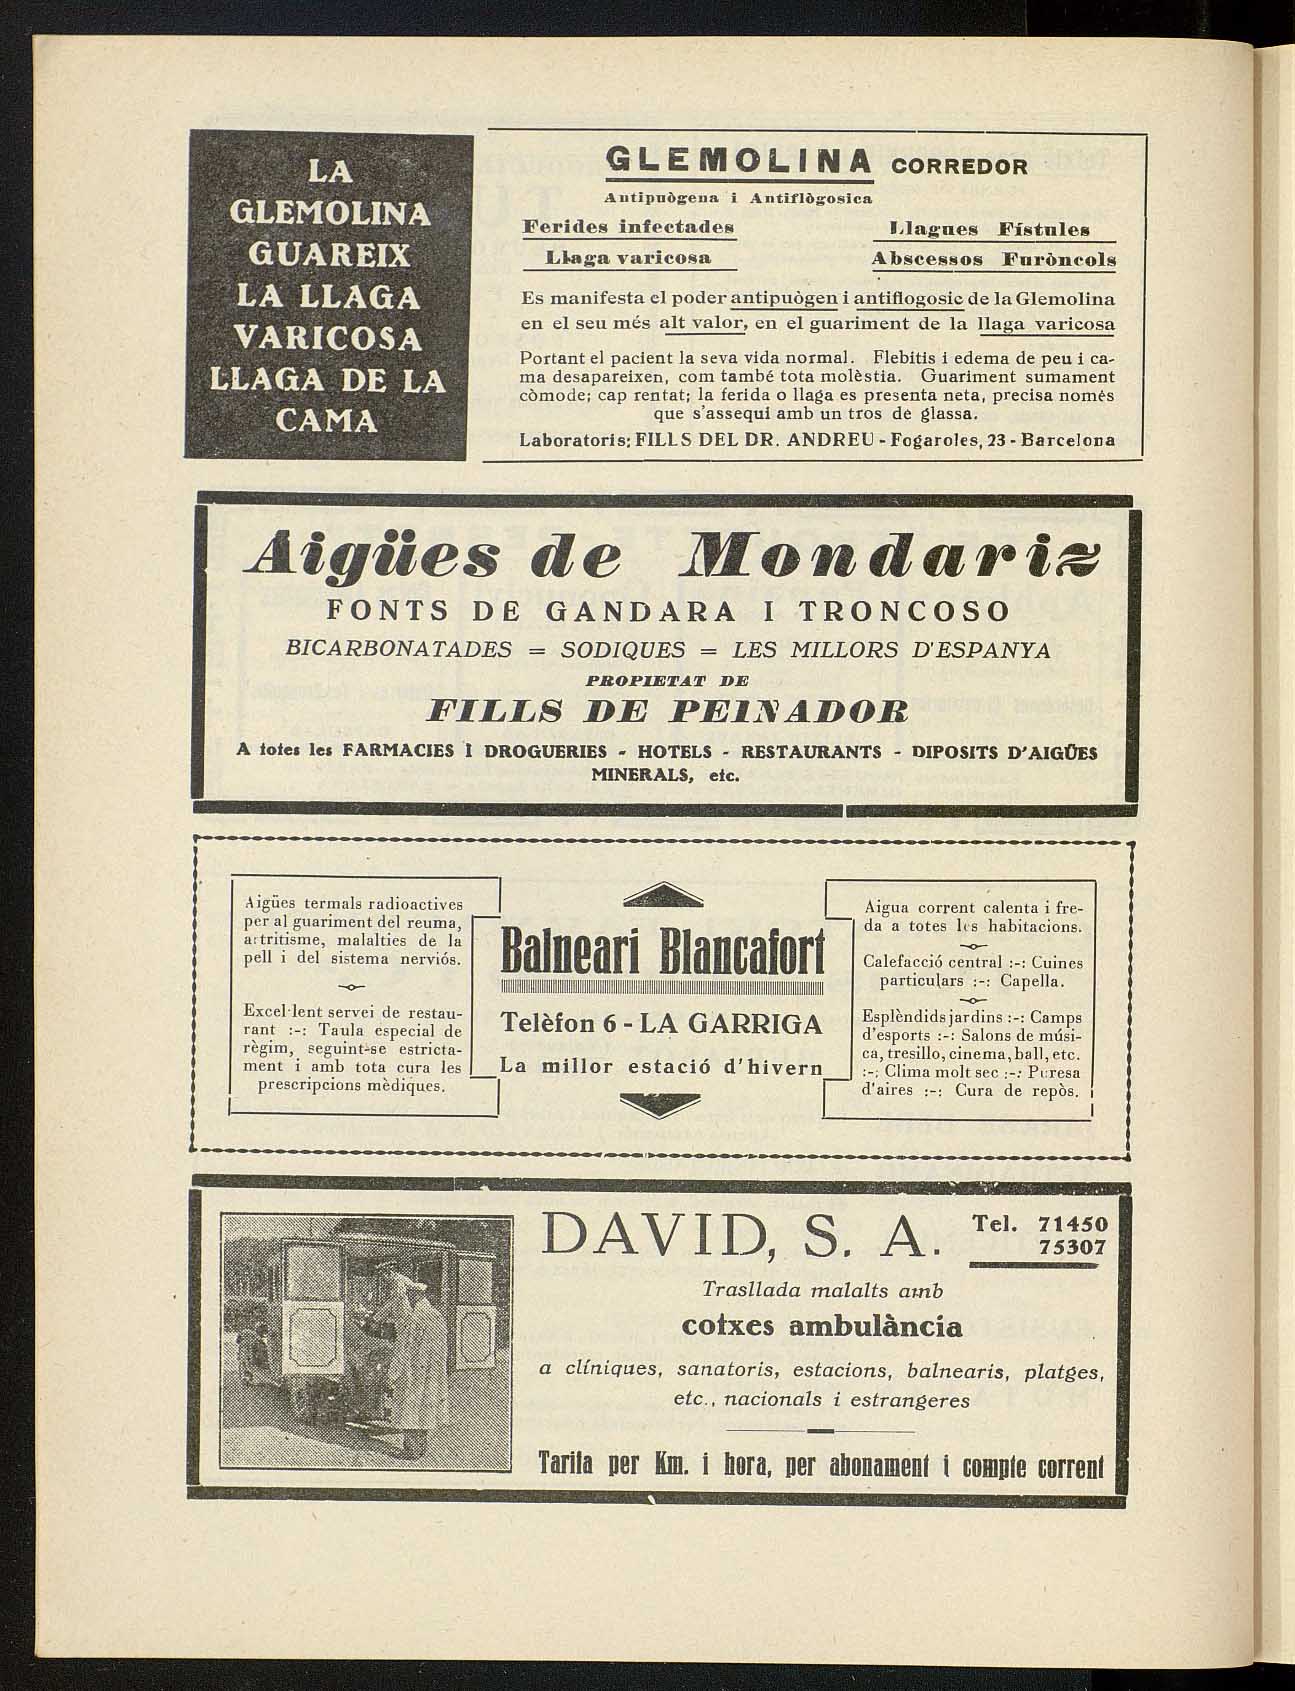 LA
GLEMOLINA
GUAREIX
LA LLAGA
VARICOSA
LLAGA DE LA
CAMA
GLEMOLINA CORREDOR
Antipuògena i Antiflògosica
Ferides infectades
Llagues Fístules
Llaga varicosa
Abscessos Furòncols
Es manifesta el poder antipuògen i antiflogosic de la Glemolina
en el seu més alt valor, en el guariment de la llaga varicosa
Portant el pacient la seva vida normal. Flebitis i edema de peu i ca-
ma desapareixen, com també tota molèstia. Guariment sumament
còmode; cap rentat; la ferida o llaga es presenta neta, precisa només
que s'assequi amb un tros de glassa.
Laboratoris: FILLS DEL DR. ANDREU - Fogaroles, 23 - Barcelona
Aigües de Mondariz
FONTS DE GANDARA I TRONCOSO
BICARBONATADES = SODIQUES = LES MILLORS D'ESPANYA
PROPIETAT DE
FILLS DE PEINADOR
A totes les FARMACIES I DROGUERIES - HOTELS - RESTAURANTS - DIPOSITS D'AIGÜES
MINERALS, etc.
Aigües termals radioactives
per al guariment del reuma,
artritisme, malalties de la
pell i del sistema nerviós.
Excel·lent servei de restau-
rant :-: Taula especial de
règim, seguint-se estricta-
ment i amb tota cura les
prescripcions mèdiques.
Balneari Blancafort
Telèfon 6 - LA GARRIGA
La millor estació d'hivern
Aigua corrent calenta i fre-
da a totes les habitacions.
Calefacció central :-: Cuines
particulars :-: Capella.
Esplèndids jardins :-: Camps
d'esports :-: Salons de músi-
ca, tresillo, cinema, ball, etc.
:-: Clima molt sec :-: Puresa
d'aires :-: Cura de repòs.
DAVID, S. A.
Tel. 71450
75307
Trasllada malalts amb
cotxes ambulància
a clíniques, sanatoris, estacions, balnearis, platges,
etc., nacionals i estrangeres
Tarifa per Km. i hora, per abonament i compte corrent